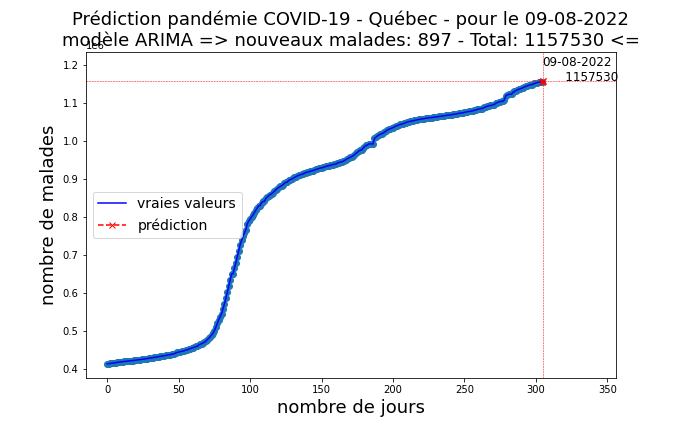 Prédiction pandémie COVID-19 - Québec - pour le 09-08-2022
modèle ARIMA => nouveaux malades: 897 - Total: 1157530 <=
1e6
09-08-2022
1157530
1.2
1.1
1.0
0.9
0.8
0.7
0.6
0.5
0.4
nombre de malades
vraies valeurs
prédiction
0 50 100 150 200 250 300 350
nombre de jours